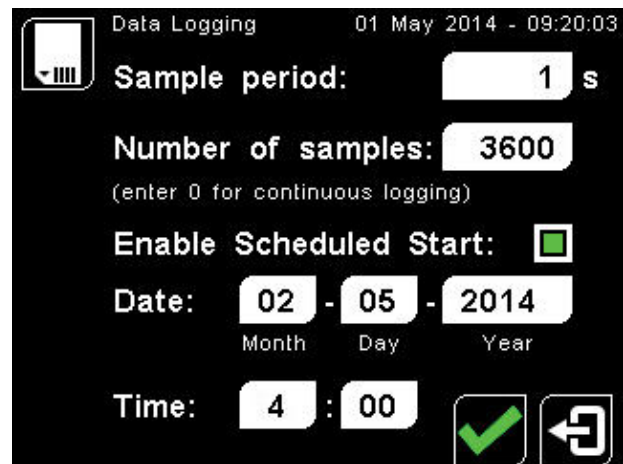 Data Logging 01 May 2014 - 09:20:03
Sample period: 1 s
Number of samples: 3600
(enter 0 for continuous logging)
Enable Scheduled Start:
Date: 02 - 05 - 2014
Month Day Year
Time: 4 : 00